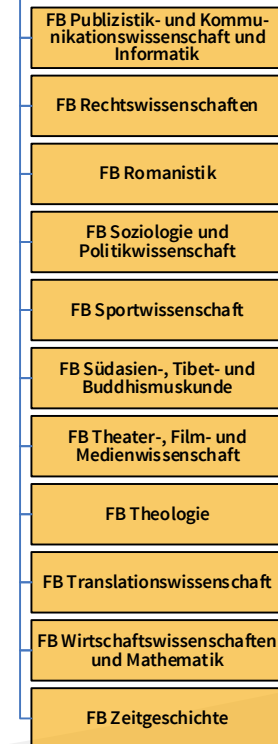 FB Publizistik- und Kommu-
nikationswissenschaft und
Informatik
FB Rechtswissenschaften
FB Romanistik
FB Soziologie und
Politikwissenschaft
FB Sportwissenschaft
FB Südasien-, Tibet- und
Buddhismuskunde
FB Theater-, Film- und
Medienwissenschaft
FB Theologie
FB Translationswissenschaft
FB Wirtschaftswissenschaften
und Mathematik
FB Zeitgeschichte